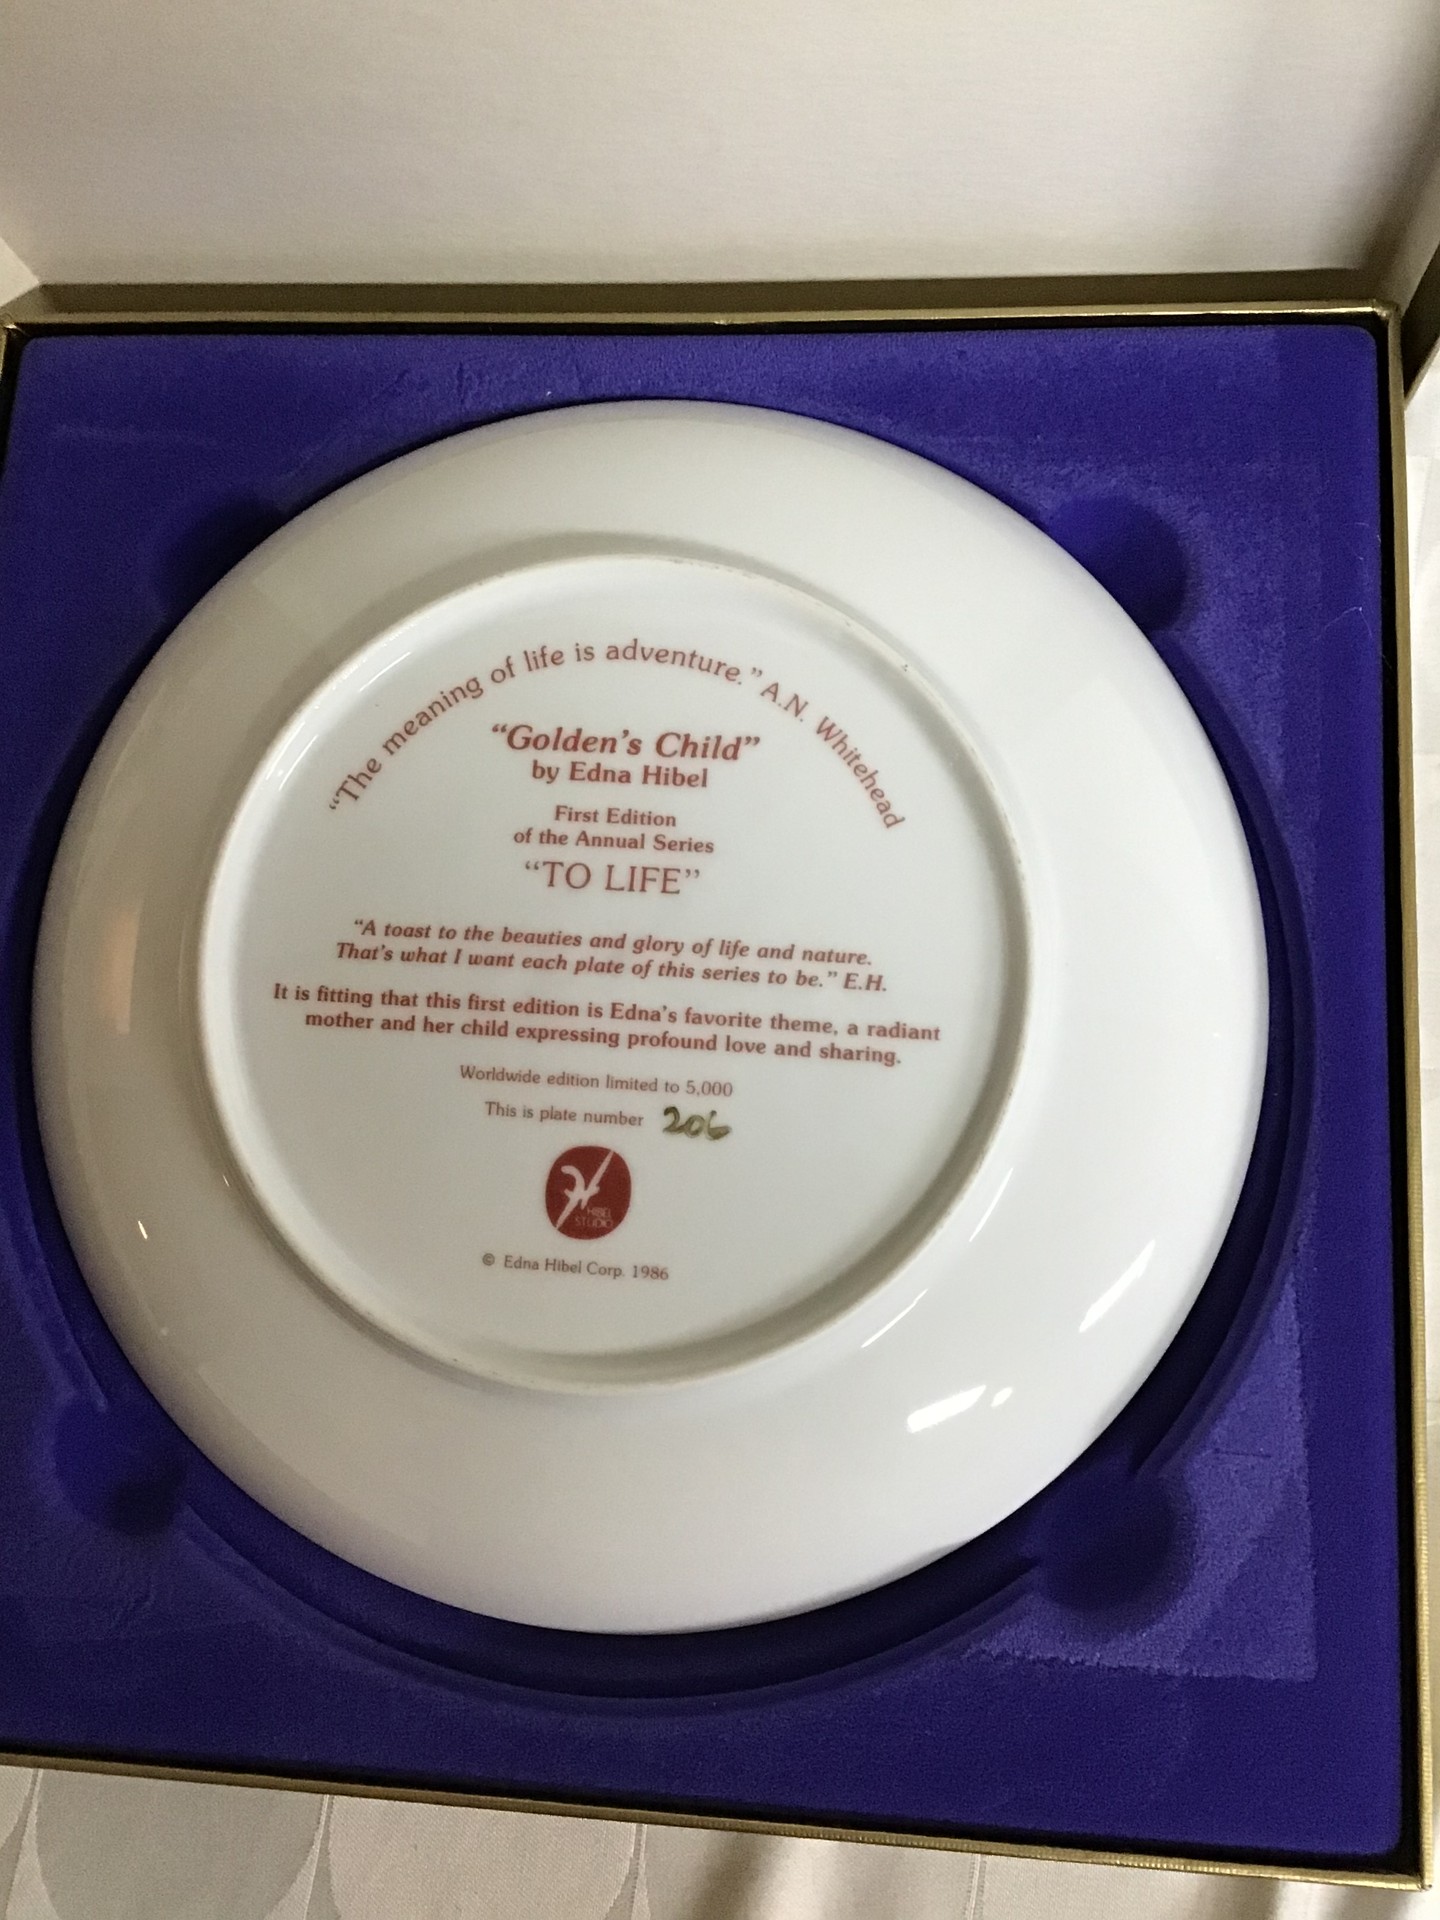 “The meaning of life is adventure.” A.N. Whitehead
“Golden's Child”
by Edna Hibel
First Edition
of the Annual Series
“TO LIFE”
“A toast to the beauties and glory of life and nature.
That's what I want each plate of this series to be.” E.H.
It is fitting that this first edition is Edna's favorite theme, a radiant
mother and her child expressing profound love and sharing.
Worldwide edition limited to 5,000
This is plate number 206
HIBEL
STUDIO
© Edna Hibel Corp. 1986